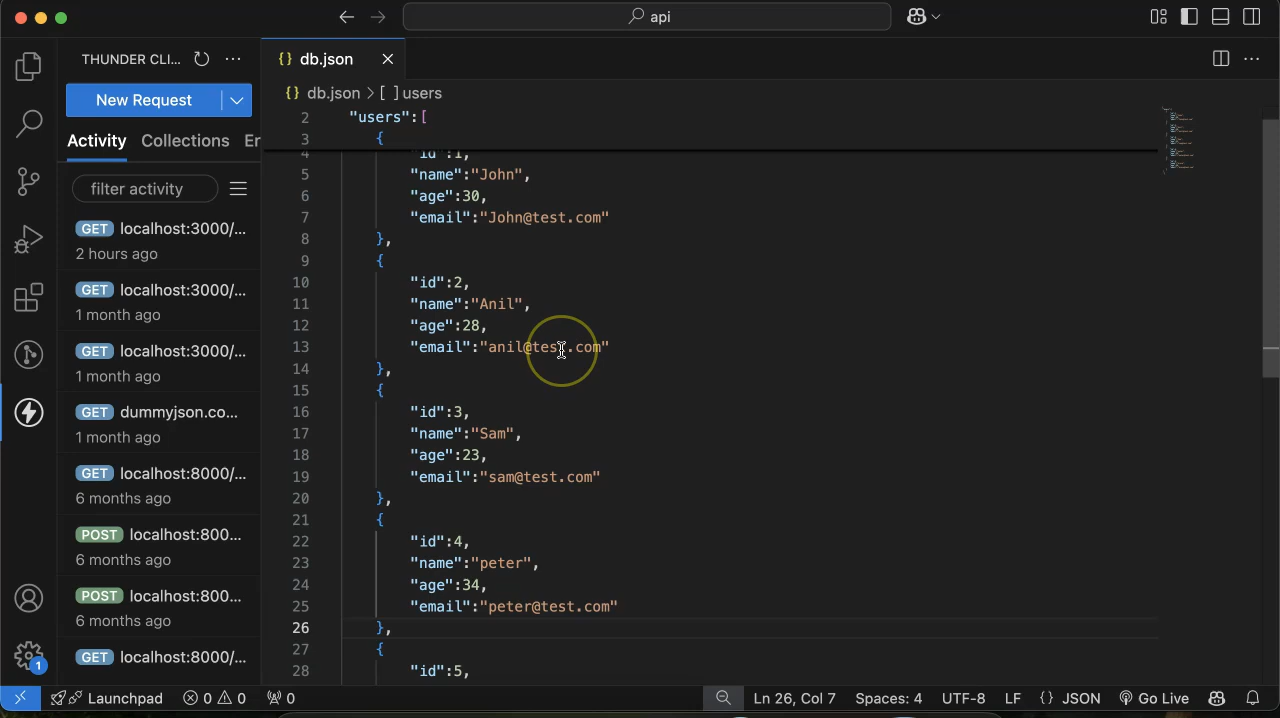 api
THUNDER CLI...
New Request
Activity Collections En
filter activity
GET localhost:3000/...
2 hours ago
GET localhost:3000/...
1 month ago
GET localhost:3000/...
1 month ago
GET dummyjson.co...
1 month ago
GET localhost:8000/...
6 months ago
POST localhost:800...
6 months ago
POST localhost:800...
6 months ago
GET localhost:8000/...
{} db.json
{} db.json > [ ] users
2 "users":[
3 {
4 "id":1,
5 "name":"John",
6 "age":30,
7 "email":"John@test.com"
8 },
9 {
10 "id":2,
11 "name":"Anil",
12 "age":28,
13 "email":"anil@test.com"
14 },
15 {
16 "id":3,
17 "name":"Sam",
18 "age":23,
19 "email":"sam@test.com"
20 },
21 {
22 "id":4,
23 "name":"peter",
24 "age":34,
25 "email":"peter@test.com"
26 },
27 {
28 "id":5,
1
Launchpad 0 0 0 Ln 26, Col 7 Spaces: 4 UTF-8 LF {} JSON Go Live